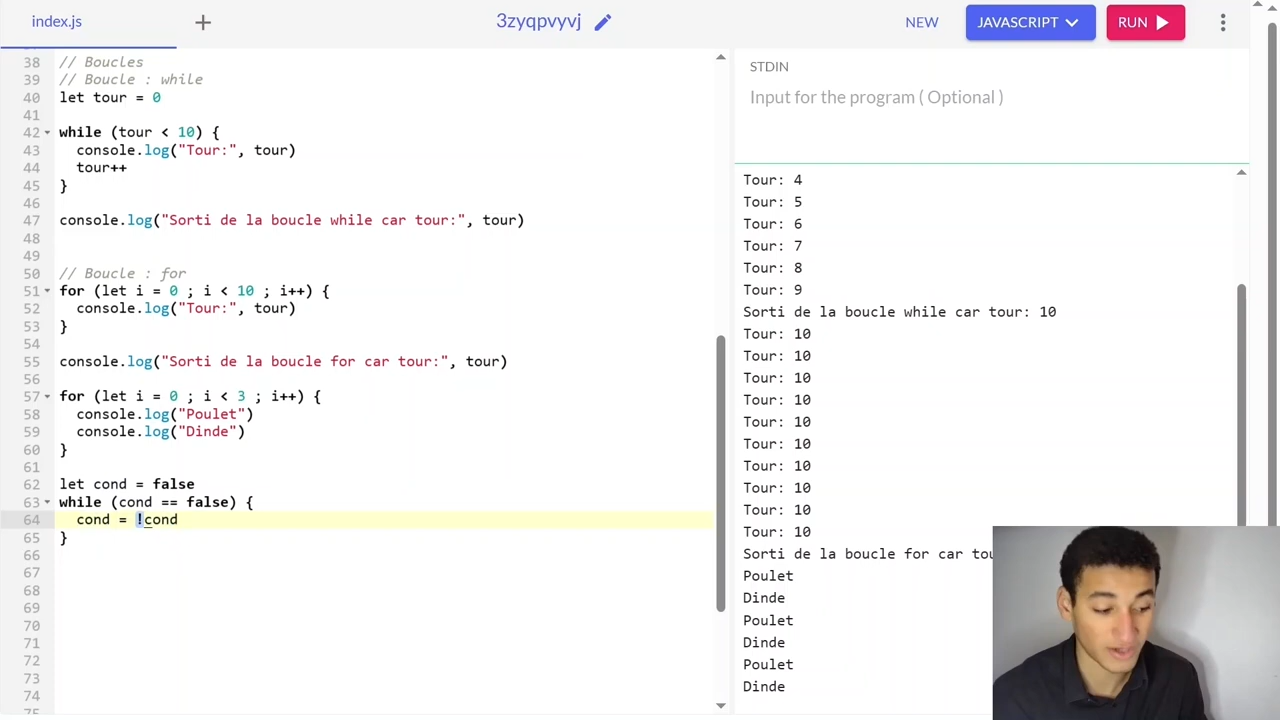 index.js
+
3zyqpvyvj
NEW
JAVASCRIPT
RUN
38 // Boucles
39 // Boucle : while
40 let tour = 0
41
42 while (tour < 10) {
43 console.log("Tour:", tour)
44 tour++
45 }
46
47 console.log("Sorti de la boucle while car tour:", tour)
48
49
50 // Boucle : for
51 for (let i = 0 ; i < 10 ; i++) {
52 console.log("Tour:", tour)
53 }
54
55 console.log("Sorti de la boucle for car tour:", tour)
56
57 for (let i = 0 ; i < 3 ; i++) {
58 console.log("Poulet")
59 console.log("Dinde")
60 }
61
62 let cond = false
63 while (cond == false) {
64 cond = !cond
65 }
66
67
68
69
70
71
72
73
74
STDIN
Input for the program ( Optional )
Tour: 4
Tour: 5
Tour: 6
Tour: 7
Tour: 8
Tour: 9
Sorti de la boucle while car tour: 10
Tour: 10
Tour: 10
Tour: 10
Tour: 10
Tour: 10
Tour: 10
Tour: 10
Tour: 10
Tour: 10
Tour: 10
Sorti de la boucle for car tou
Poulet
Dinde
Poulet
Dinde
Poulet
Dinde